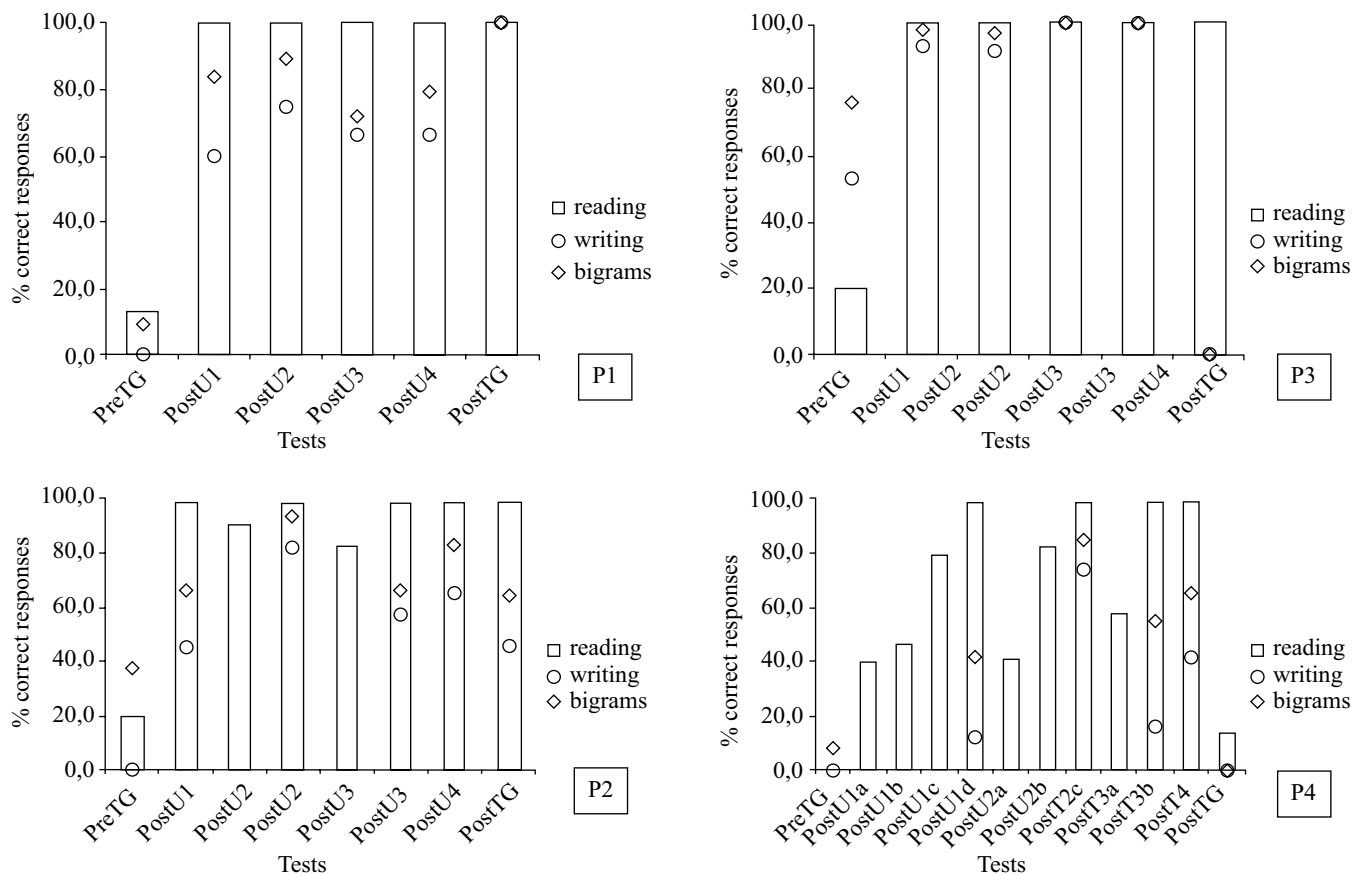 % correct responses
100,0
80,0
60,0
40,0
20,0
0,0
PreTG
PostU1
PostU2
PostU3
PostU4
PostTG
Tests
reading
writing
bigrams
P1
% correct responses
100,0
80,0
60,0
40,0
20,0
0,0
PreTG
PostU1
PostU2
PostU2
PostU3
PostU3
PostU4
PostTG
Tests
reading
writing
bigrams
P3
% correct responses
100,0
80,0
60,0
40,0
20,0
0,0
PreTG
PostU1
PostU2
PostU2
PostU3
PostU3
PostU4
PostTG
Tests
reading
writing
bigrams
P2
% correct responses
100,0
80,0
60,0
40,0
20,0
0,0
PreTG
PostU1a
PostU1b
PostU1c
PostU1d
PostU2a
PostU2b
PostT2c
PostT3a
PostT3b
PostT4
PostTG
Tests
reading
writing
bigrams
P4